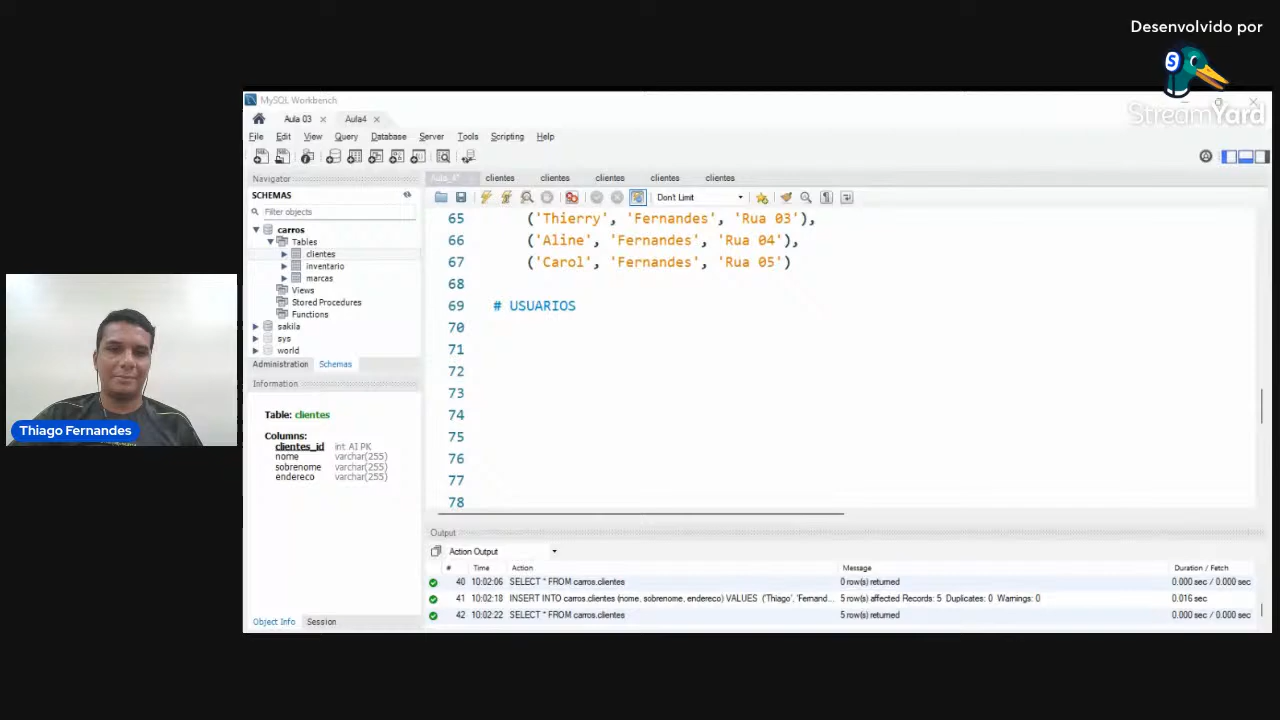 Desenvolvido por
S
StreamYard
MySQL Workbench
Aula 03
Aula4
File Edit View Query Database Server Tools Scripting Help
Navigator
SCHEMAS
Filter objects
carros
Tables
clientes
inventario
marcas
Views
Stored Procedures
Functions
sakila
sys
world
Administration Schemas
Information
Table: clientes
Columns:
clientes_id int AI PK
nome varchar(255)
sobrenome varchar(255)
endereco varchar(255)
Object Info Session
Aula_4* clientes clientes clientes clientes clientes
Don't Limit
65 ('Thierry', 'Fernandes', 'Rua 03'),
66 ('Aline', 'Fernandes', 'Rua 04'),
67 ('Carol', 'Fernandes', 'Rua 05')
68
69 # USUARIOS
70
71
72
73
74
75
76
77
78
Output
Action Output
# Time Action Message Duration / Fetch
40 10:02:06 SELECT * FROM carros.clientes 0 row(s) returned 0.000 sec / 0.000 sec
41 10:02:18 INSERT INTO carros.clientes (nome, sobrenome, endereco) VALUES ('Thiago', 'Fernand... 5 row(s) affected Records: 5 Duplicates: 0 Warnings: 0 0.016 sec
42 10:02:22 SELECT * FROM carros.clientes 5 row(s) returned 0.000 sec / 0.000 sec
Thiago Fernandes